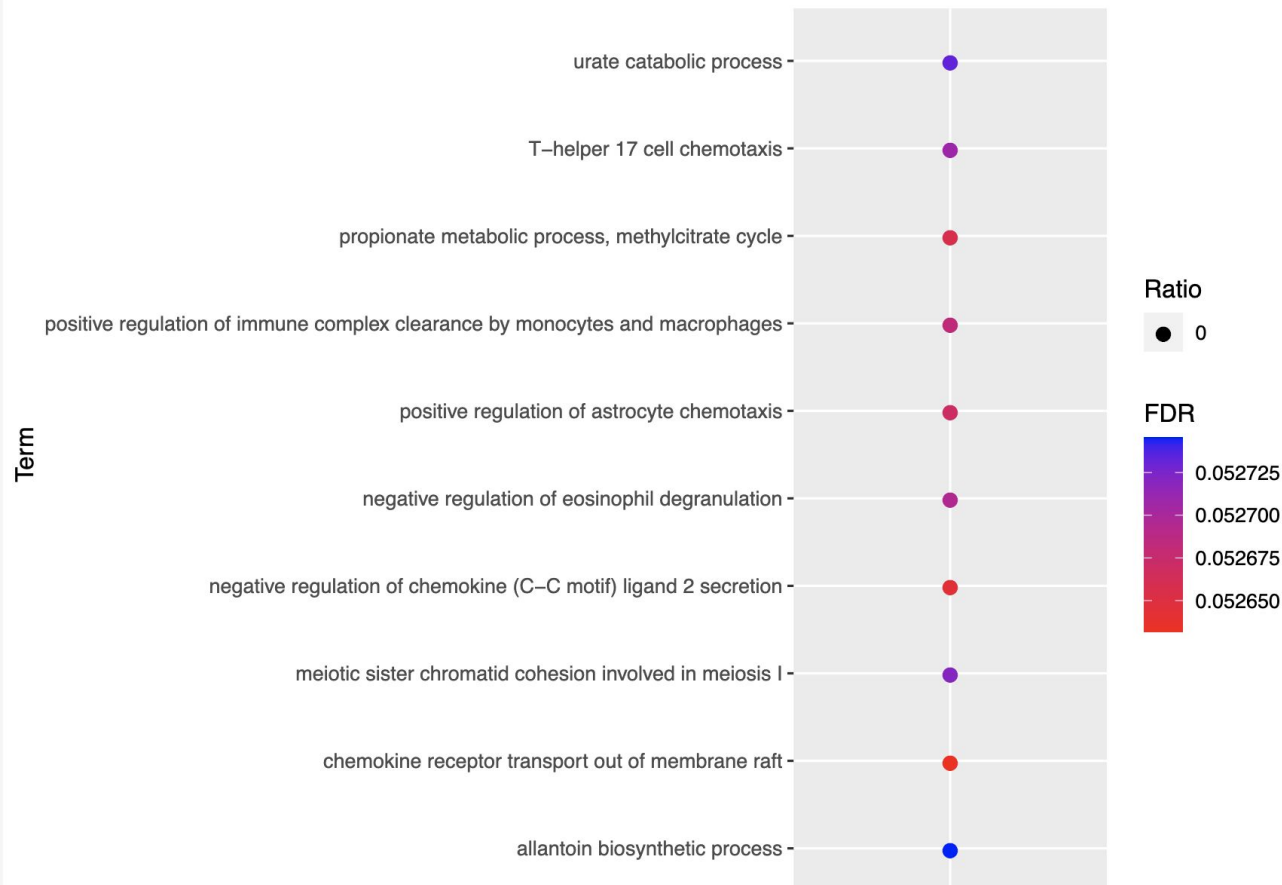 urate catabolic process
T−helper 17 cell chemotaxis
propionate metabolic process, methylcitrate cycle
positive regulation of immune complex clearance by monocytes and macrophages
positive regulation of astrocyte chemotaxis
negative regulation of eosinophil degranulation
negative regulation of chemokine (C−C motif) ligand 2 secretion
meiotic sister chromatid cohesion involved in meiosis I
chemokine receptor transport out of membrane raft
allantoin biosynthetic process
Term
Ratio
0
FDR
0.052725
0.052700
0.052675
0.052650